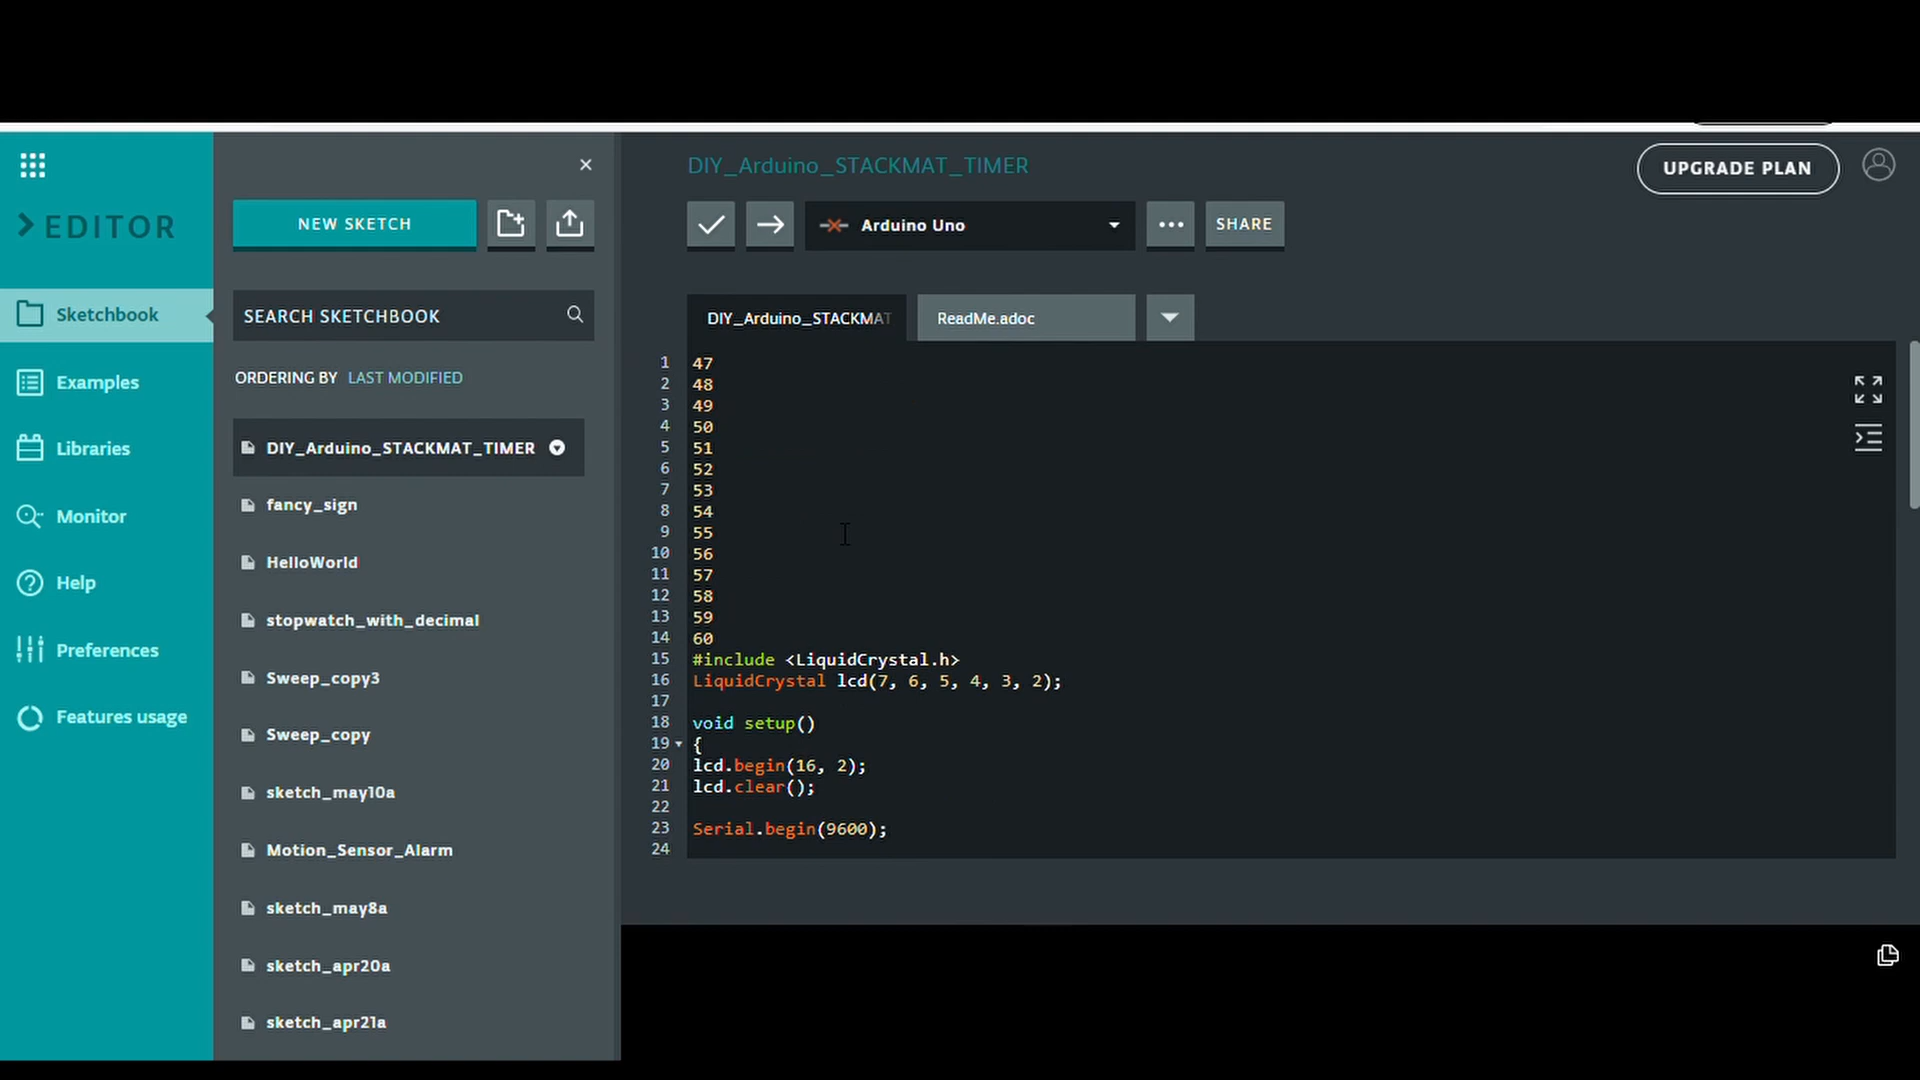 EDITOR
Sketchbook
Examples
Libraries
Monitor
Help
Preferences
Features usage
NEW SKETCH
SEARCH SKETCHBOOK
ORDERING BY LAST MODIFIED
DIY_Arduino_STACKMAT_TIMER
fancy_sign
HelloWorld
stopwatch_with_decimal
Sweep_copy3
Sweep_copy
sketch_may10a
Motion_Sensor_Alarm
sketch_may8a
sketch_apr20a
sketch_apr21a
DIY_Arduino_STACKMAT_TIMER
UPGRADE PLAN
Arduino Uno
SHARE
DIY_Arduino_STACKMAT
ReadMe.adoc
1 47
2 48
3 49
4 50
5 51
6 52
7 53
8 54
9 55
10 56
11 57
12 58
13 59
14 60
15 #include <LiquidCrystal.h>
16 LiquidCrystal lcd(7, 6, 5, 4, 3, 2);
17
18 void setup()
19 {
20 lcd.begin(16, 2);
21 lcd.clear();
22
23 Serial.begin(9600);
24